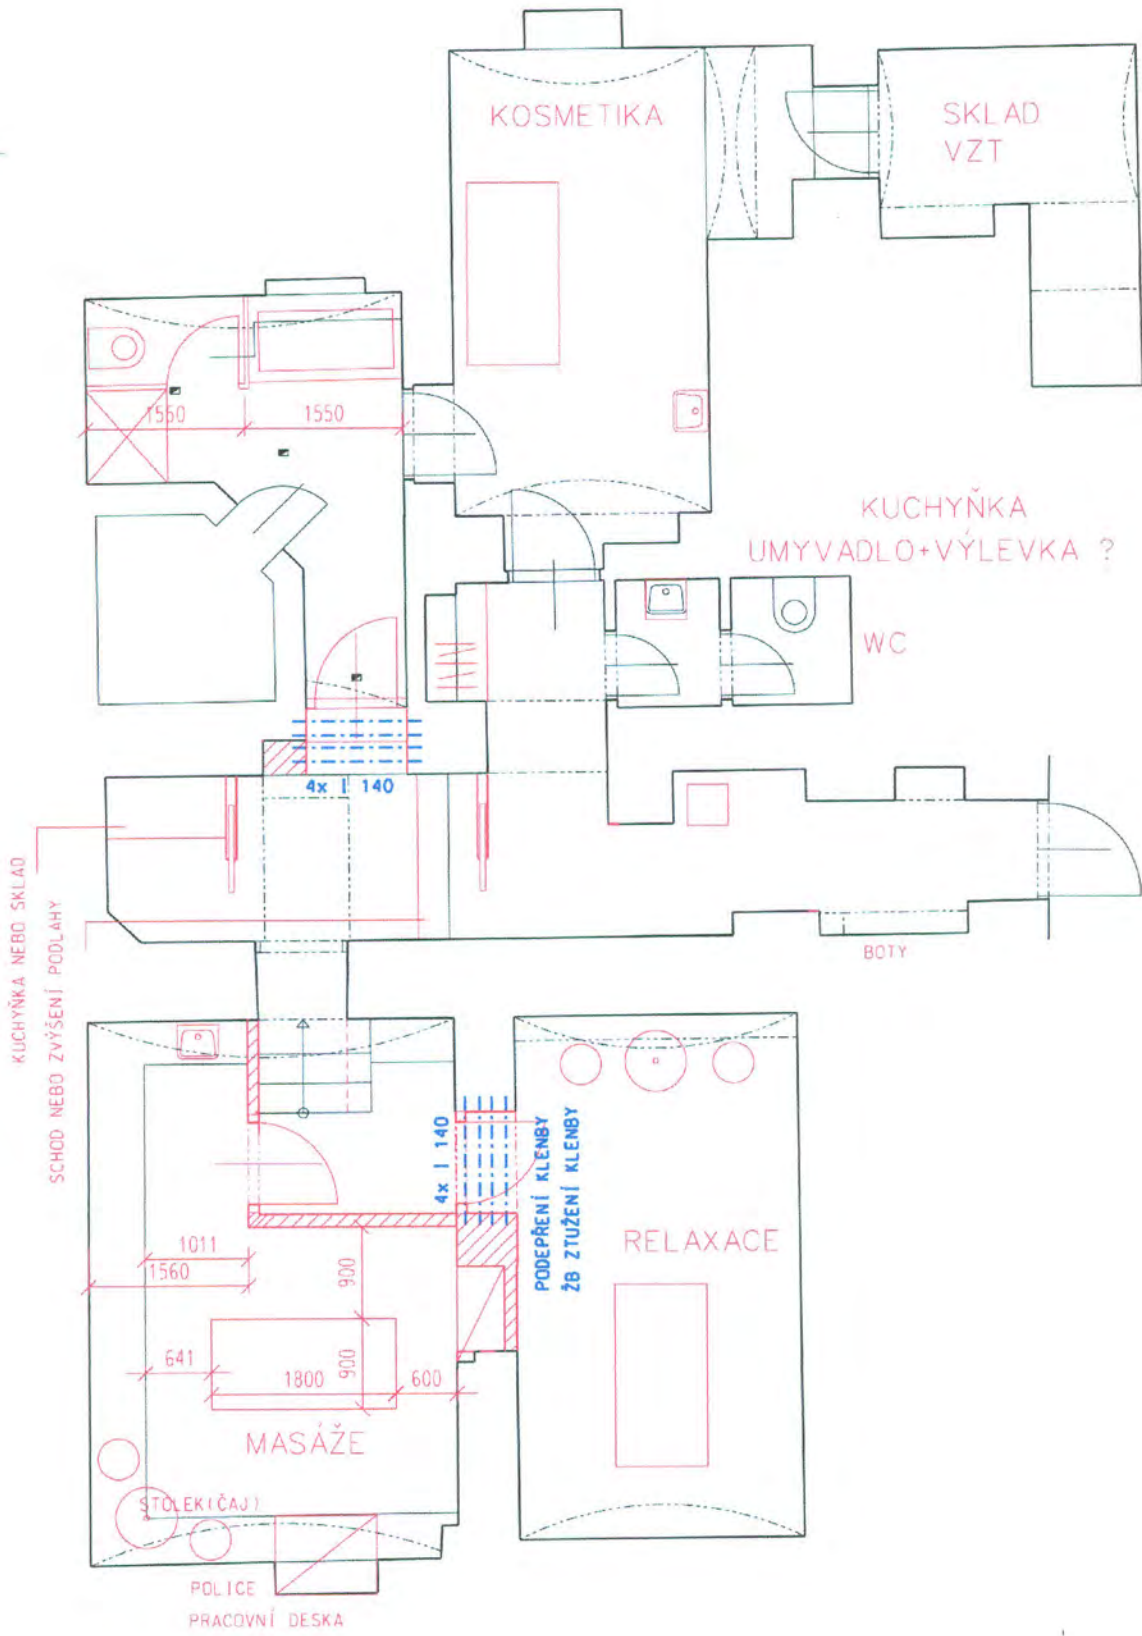 KOSMETIKA
SKLAD
VZT
1550
1550
KUCHYŇKA
UMYVADLO+VÝLEVKA ?
WC
4x I 140
KUCHYŇKA NEBO SKLAD
SCHOD NEBO ZVÝŠENÍ PODLAHY
BOTY
4x I 140
PODEPŘENÍ KLENBY
ŽB ZTUŽENÍ KLENBY
RELAXACE
1011
1560
900
641
1800
900
600
MASÁŽE
STOLEK(ČAJ)
POLICE
PRACOVNÍ DESKA